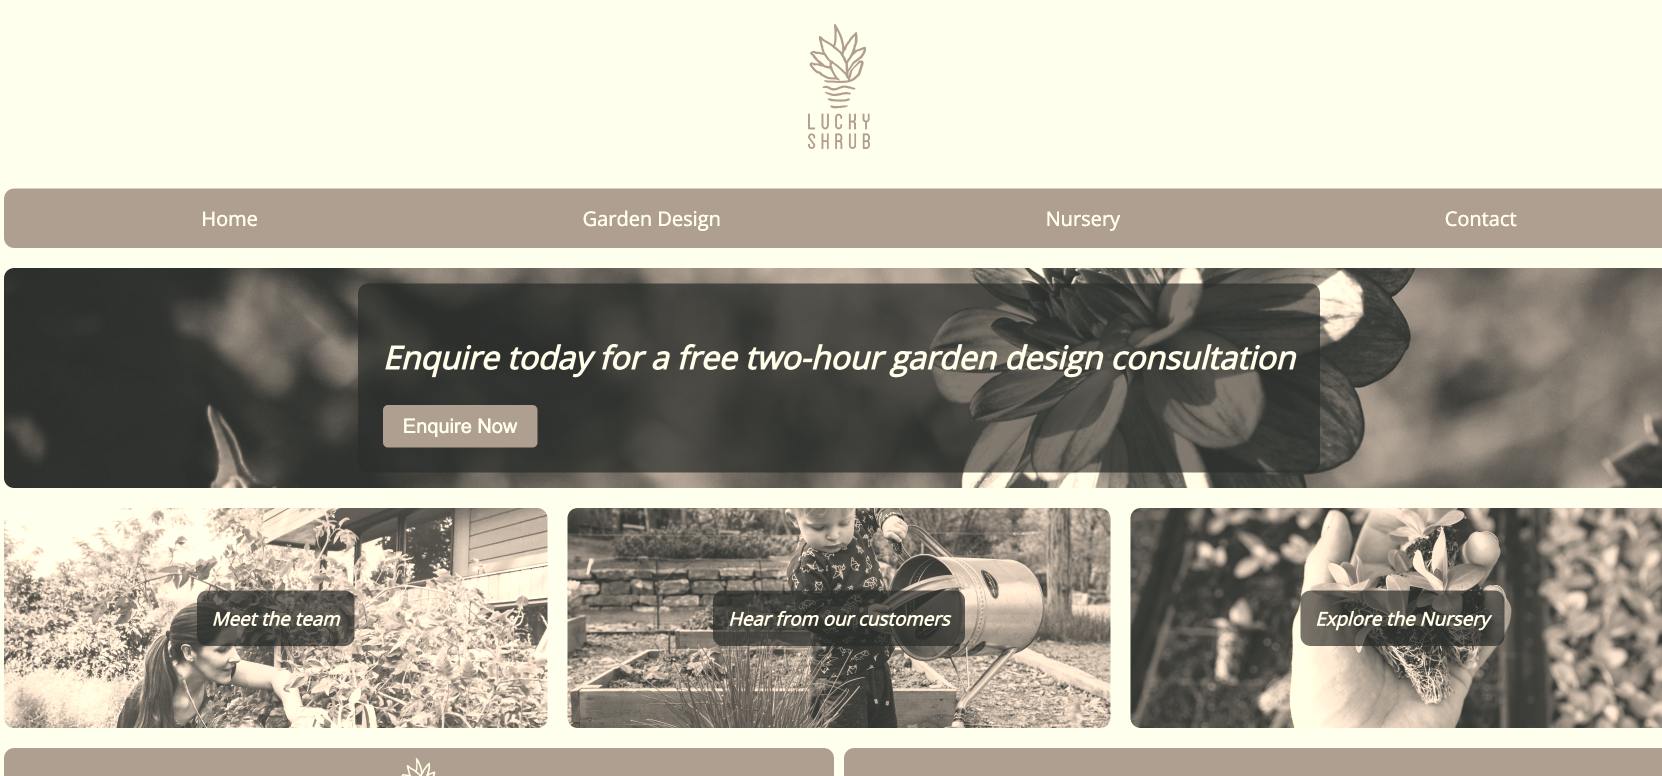 LUCKY
SHRUB
Home
Garden Design
Nursery
Contact
Enquire today for a free two-hour garden design consultation
Enquire Now
Meet the team
Hear from our customers
Explore the Nursery